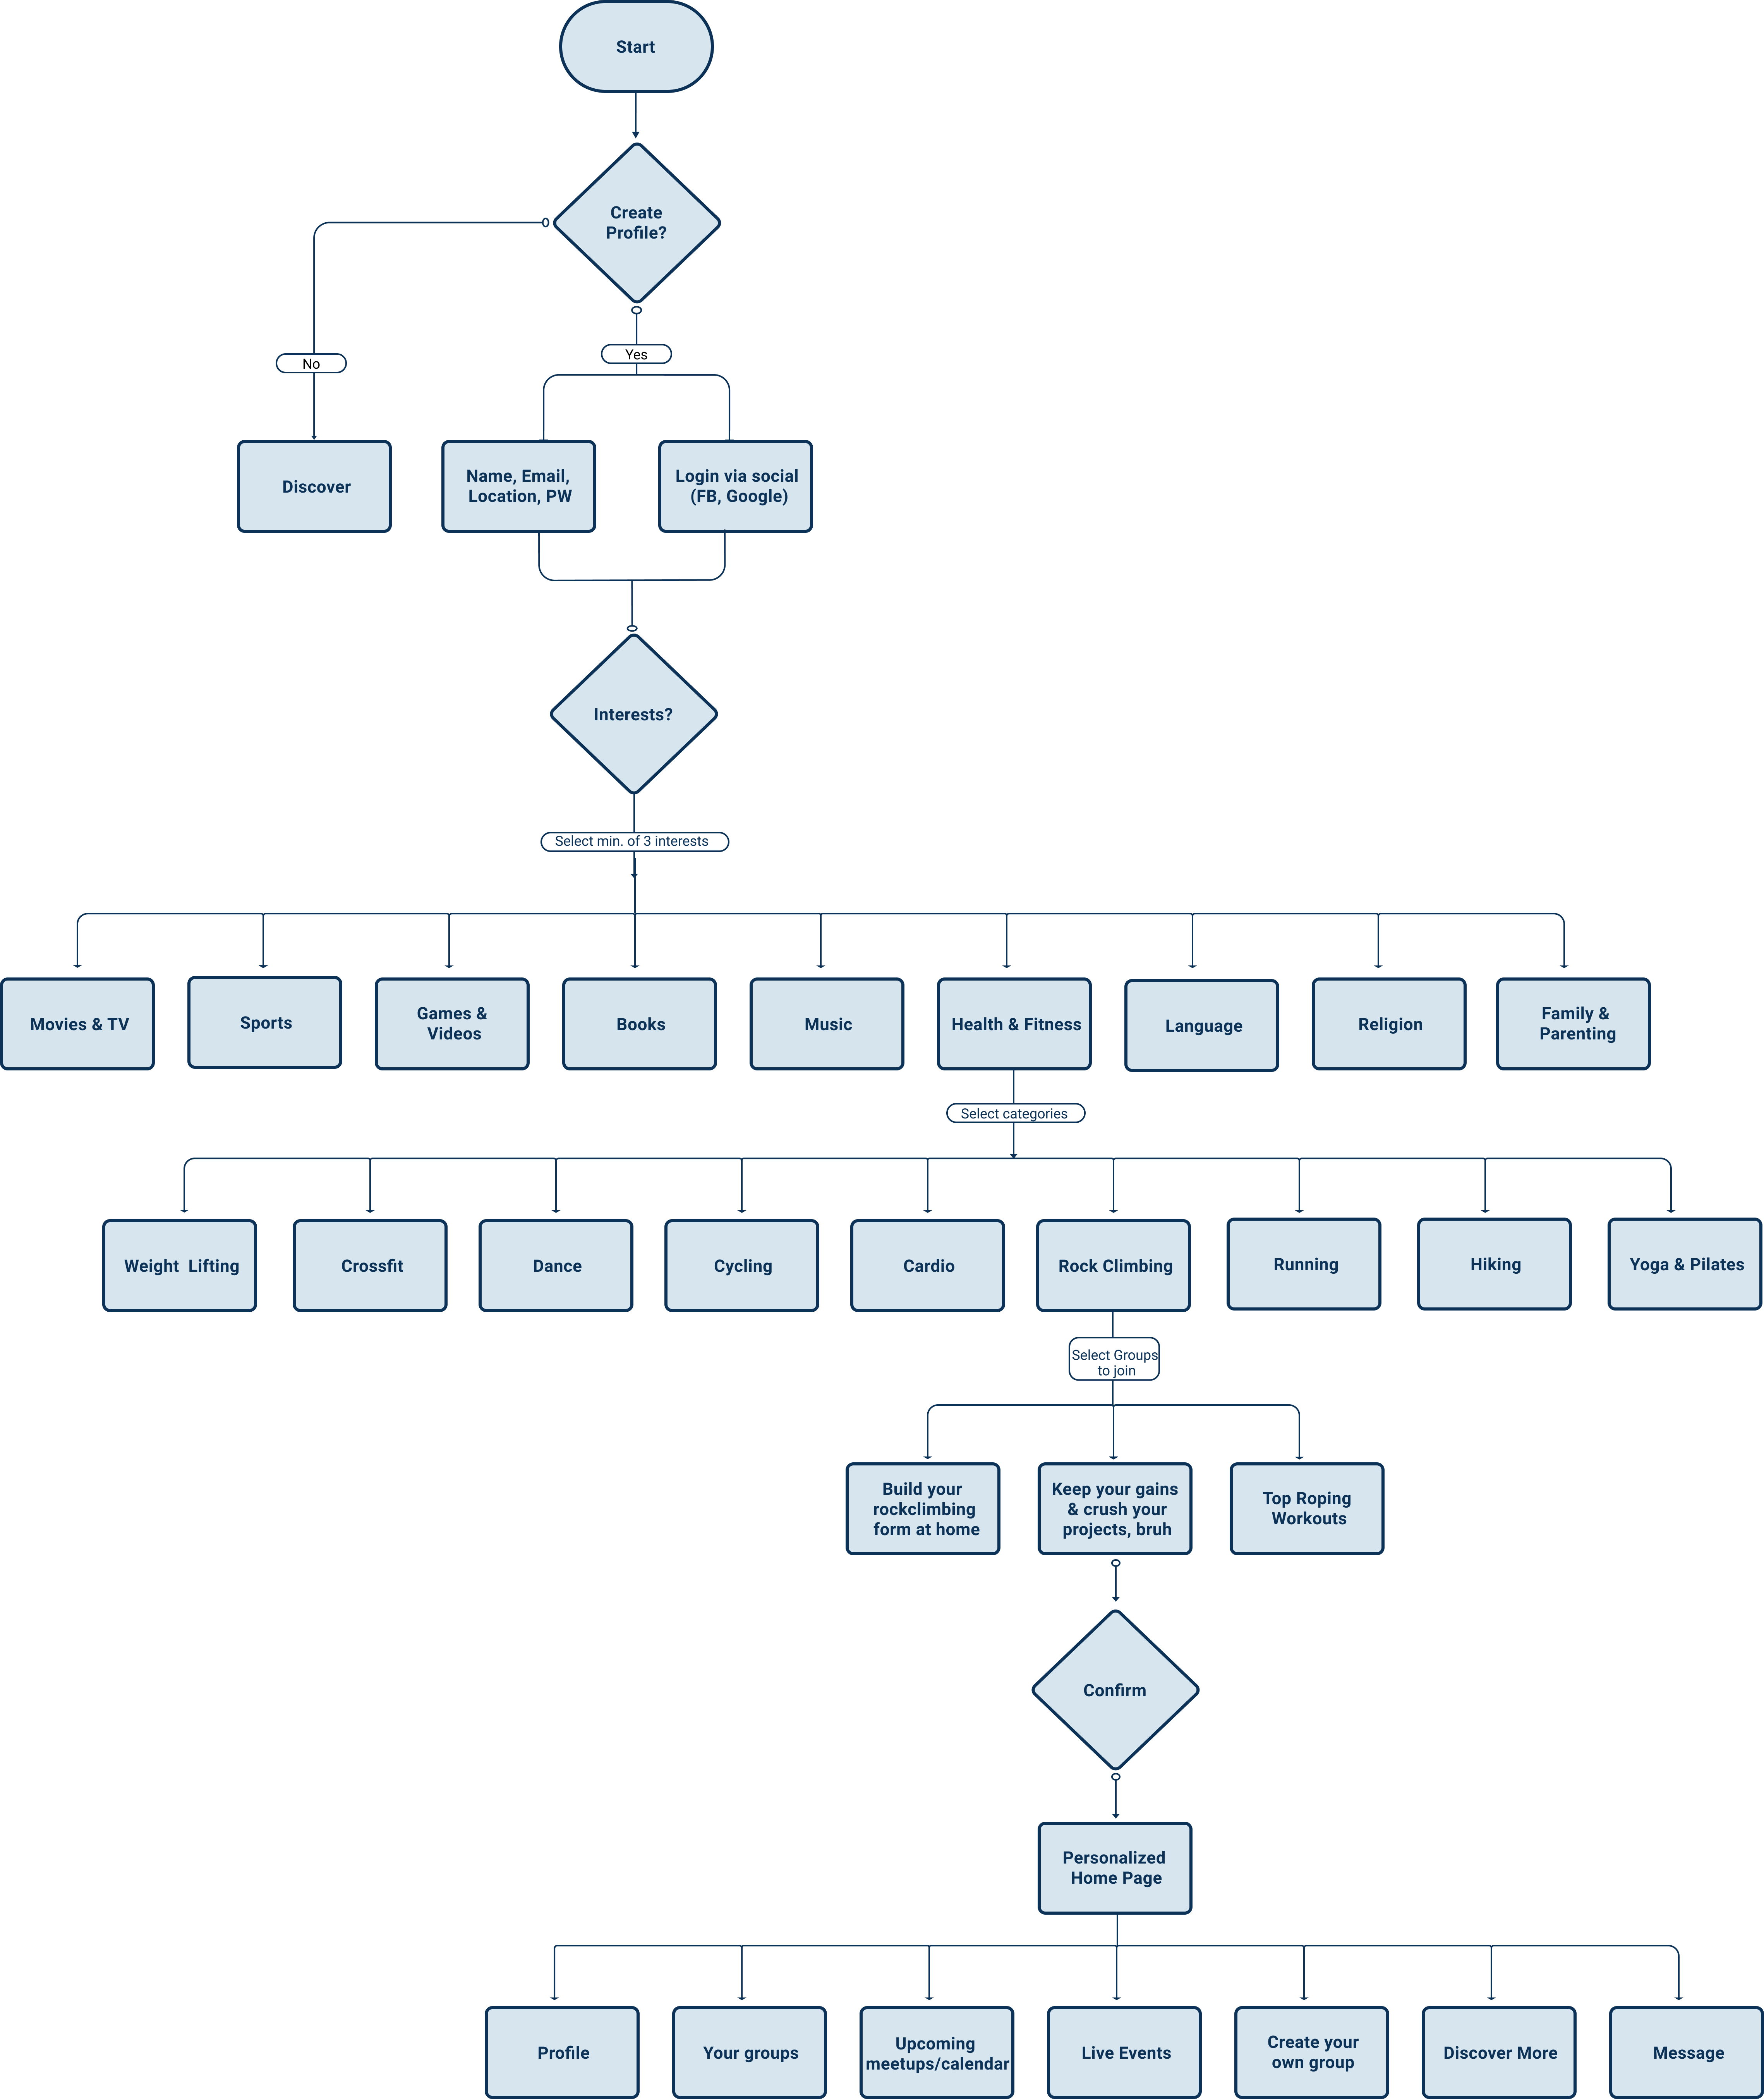 Start
Create
Profile?
No
Yes
Discover
Name, Email,
Location, PW
Login via social
(FB, Google)
Interests?
Select min. of 3 interests
Movies & TV
Sports
Games &
Videos
Books
Music
Health & Fitness
Language
Religion
Family &
Parenting
Select categories
Weight Lifting
Crossfit
Dance
Cycling
Cardio
Rock Climbing
Running
Hiking
Yoga & Pilates
Select Groups
to join
Build your
rockclimbing
form at home
Keep your gains
& crush your
projects, bruh
Top Roping
Workouts
Confirm
Personalized
Home Page
Profile
Your groups
Upcoming
meetups/calendar
Live Events
Create your
own group
Discover More
Message